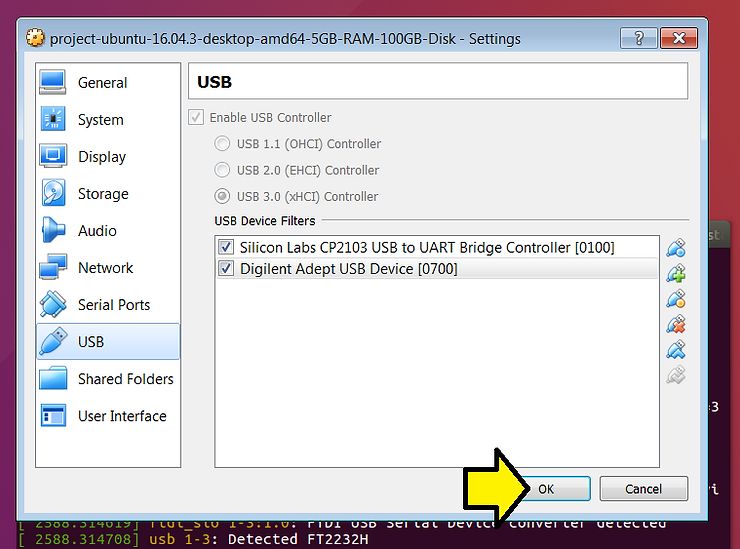 project-ubuntu-16.04.3-desktop-amd64-5GB-RAM-100GB-Disk - Settings
?
General
System
Display
Storage
Audio
Network
Serial Ports
USB
Shared Folders
User Interface
USB
Enable USB Controller
USB 1.1 (OHCI) Controller
USB 2.0 (EHCI) Controller
USB 3.0 (xHCI) Controller
USB Device Filters
Silicon Labs CP2103 USB to UART Bridge Controller [0100]
Digilent Adept USB Device [0700]
OK
Cancel
[ 2588.314619] ftdi_sio 1-3:1.0: FTDI USB Serial Device converter detected
[ 2588.314708] usb 1-3: Detected FT2232H